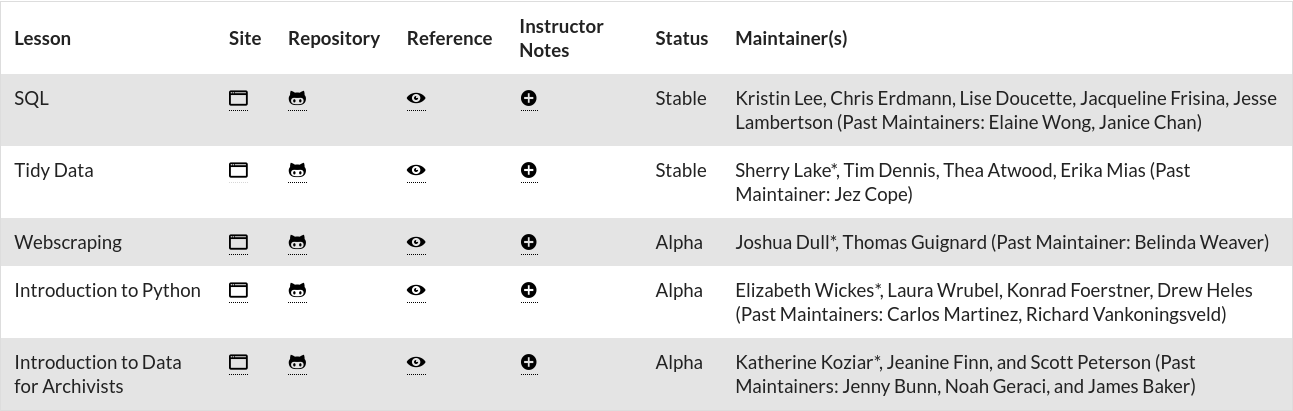 Lesson Site Repository Reference Instructor Notes Status Maintainer(s)
SQL Stable Kristin Lee, Chris Erdmann, Lise Doucette, Jacqueline Frisina, Jesse
Lambertson (Past Maintainers: Elaine Wong, Janice Chan)
Tidy Data Stable Sherry Lake*, Tim Dennis, Thea Atwood, Erika Mias (Past
Maintainer: Jez Cope)
Webscraping Alpha Joshua Dull*, Thomas Guignard (Past Maintainer: Belinda Weaver)
Introduction to Python Alpha Elizabeth Wickes*, Laura Wrubel, Konrad Foerstner, Drew Heles
(Past Maintainers: Carlos Martinez, Richard Vankoningsveld)
Introduction to Data Alpha Katherine Koziar*, Jeanine Finn, and Scott Peterson (Past
for Archivists Maintainers: Jenny Bunn, Noah Geraci, and James Baker)